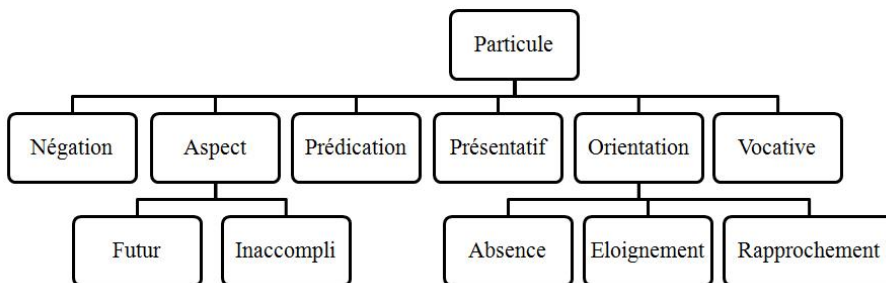 Particule
Négation Aspect Prédication Présentatif Orientation Vocative
Futur Inaccompli Absence Eloignement Rapprochement